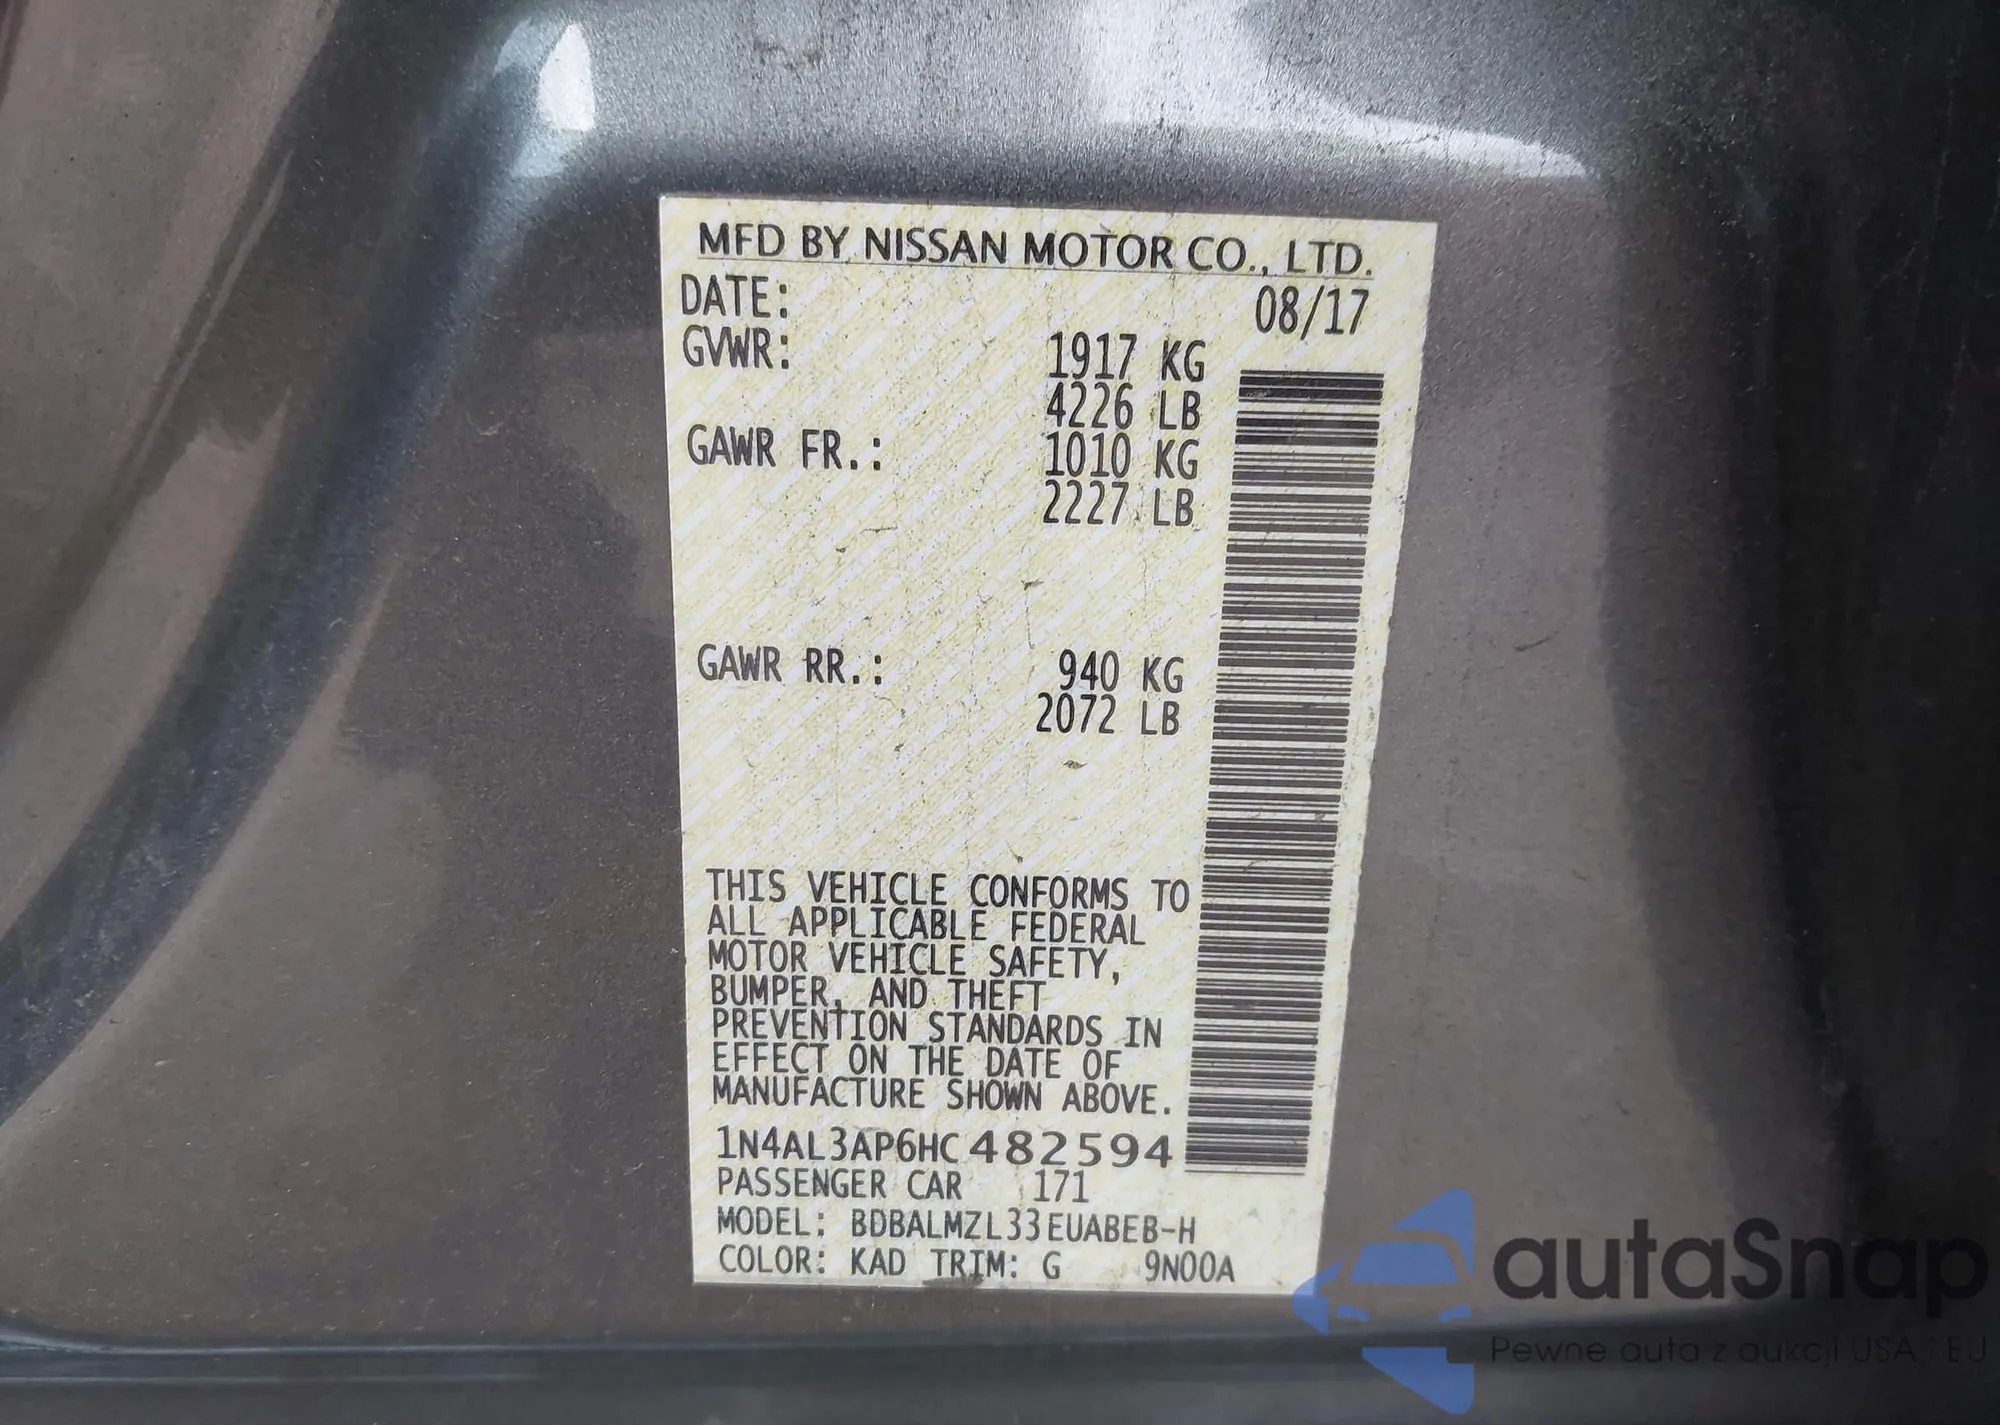 MFD BY NISSAN MOTOR CO., LTD.
DATE: 08/17
GVWR: 1917 KG
4226 LB
GAWR FR.: 1010 KG
2227 LB
GAWR RR.: 940 KG
2072 LB
THIS VEHICLE CONFORMS TO
ALL APPLICABLE FEDERAL
MOTOR VEHICLE SAFETY,
BUMPER, AND THEFT
PREVENTION STANDARDS IN
EFFECT ON THE DATE OF
MANUFACTURE SHOWN ABOVE.
1N4AL3AP6HC482594
PASSENGER CAR 171
MODEL: BDBALMZL33EUABEB-H
COLOR: KAD TRIM: G 9N00A
autaSnap
Pewne auta z aukcji USA i EU